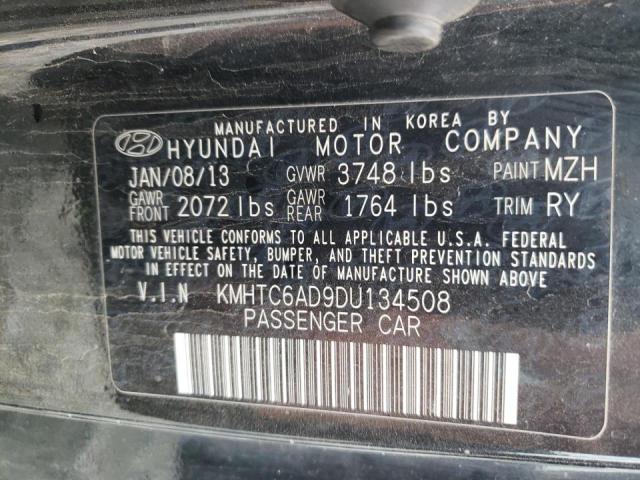 MANUFACTURED IN KOREA BY
HYUNDAI MOTOR COMPANY
JAN/08/13 GVWR 3748 lbs PAINT MZH
GAWR FRONT 2072 lbs GAWR REAR 1764 lbs TRIM RY
THIS VEHICLE CONFORMS TO ALL APPLICABLE U.S.A. FEDERAL
MOTOR VEHICLE SAFETY, BUMPER, AND THEFT PREVENTION STANDARDS
IN EFFECT ON THE DATE OF MANUFACTURE SHOWN ABOVE
V.I.N KMHTC6AD9DU134508
PASSENGER CAR